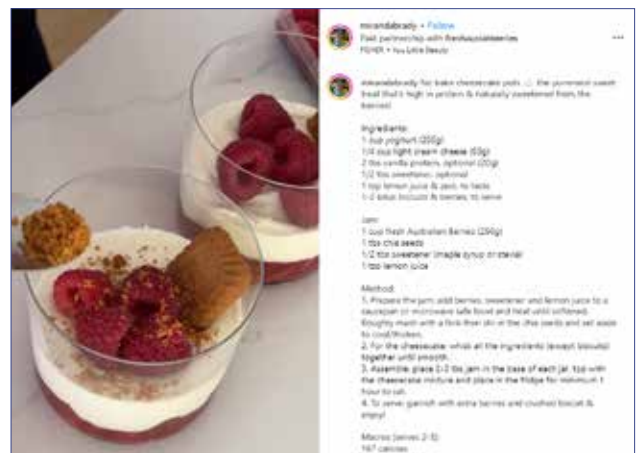 mirandabrady • Follow
Paid partnership with freshaustralianberries
FISHER • You Little Beauty
mirandabrady No bake cheesecake pots the yummiest sweet
treat that's high in protein & naturally sweetened from the
berries!
Ingredients:
1 cup yoghurt (250g)
1/4 cup light cream cheese (60g)
2 tbs vanilla protein, optional (20g)
1/2 tbs sweetener, optional
1 tsp lemon juice & zest, to taste
1-2 lotus biscuits & berries, to serve
Jam:
1 cup fresh Australian Berries (250g)
1 tbs chia seeds
1/2 tbs sweetener (maple syrup or stevia)
1 tsp lemon juice
Method:
1. Prepare the jam: add berries, sweetener and lemon juice to a
saucepan or microwave safe bowl and heat until softened.
Roughly mash with a fork then stir in the chia seeds and set aside
to cool/thicken.
2. For the cheesecake: whisk all the ingredients (except biscuits)
together until smooth.
3. Assemble: place 2-3 tbs jam in the base of each jar, top with
the cheesecake mixture and place in the fridge for minimum 1
hour to set.
4. To serve: garnish with extra berries and crushed biscuit &
enjoy!
Macros (serves 2-3):
167 calories